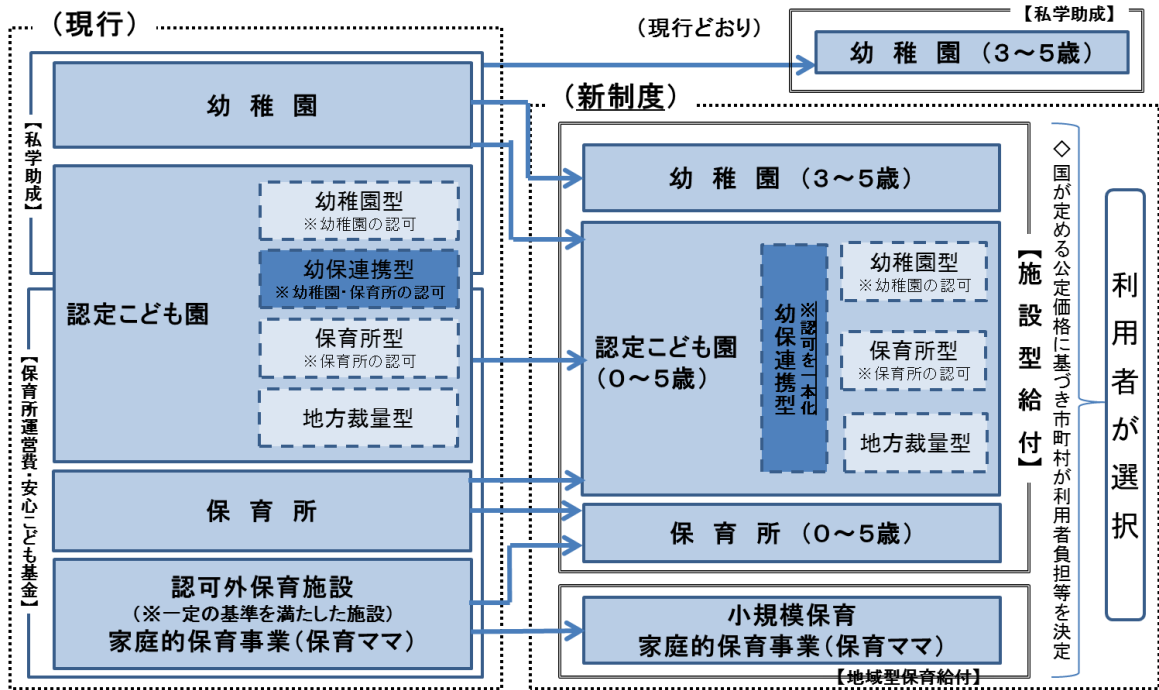 （現行）
【私学助成】
幼稚園
認定こども園
幼稚園型
※幼稚園の認可
幼保連携型
※幼稚園・保育所の認可
保育所型
※保育所の認可
地方裁量型
【保育所運営費・安心こども基金】
保育所
認可外保育施設
（※一定の基準を満たした施設）
家庭的保育事業（保育ママ）
（現行どおり）
【私学助成】
幼稚園（３～５歳）
（新制度）
幼稚園（３～５歳）
認定こども園
（０～５歳）
幼保連携型
※認可を一本化
幼稚園型
※幼稚園の認可
保育所型
※保育所の認可
地方裁量型
保育所（０～５歳）
【施設型給付】
小規模保育
家庭的保育事業（保育ママ）
【地域型保育給付】
◇国が定める公定価格に基づき市町村が利用者負担等を決定
利用者が選択